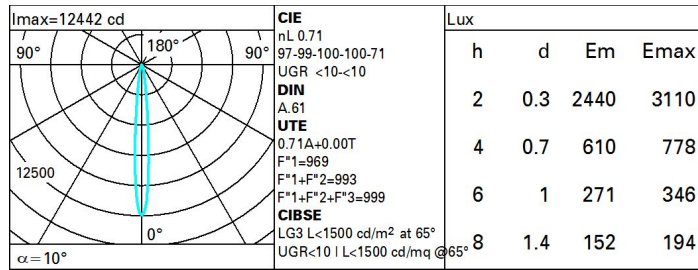 Imax=12442 cd
90°
180°
90°
12500
0°
α=10°
CIE
nL 0.71
97-99-100-100-71
UGR <10-<10
DIN
A.61
UTE
0.71A+0.00T
F"1=969
F"1+F"2=993
F"1+F"2+F"3=999
CIBSE
LG3 L<1500 cd/m² at 65°
UGR<10 | L<1500 cd/mq @65°
Lux
h d Em Emax
2 0.3 2440 3110
4 0.7 610 778
6 1 271 346
8 1.4 152 194